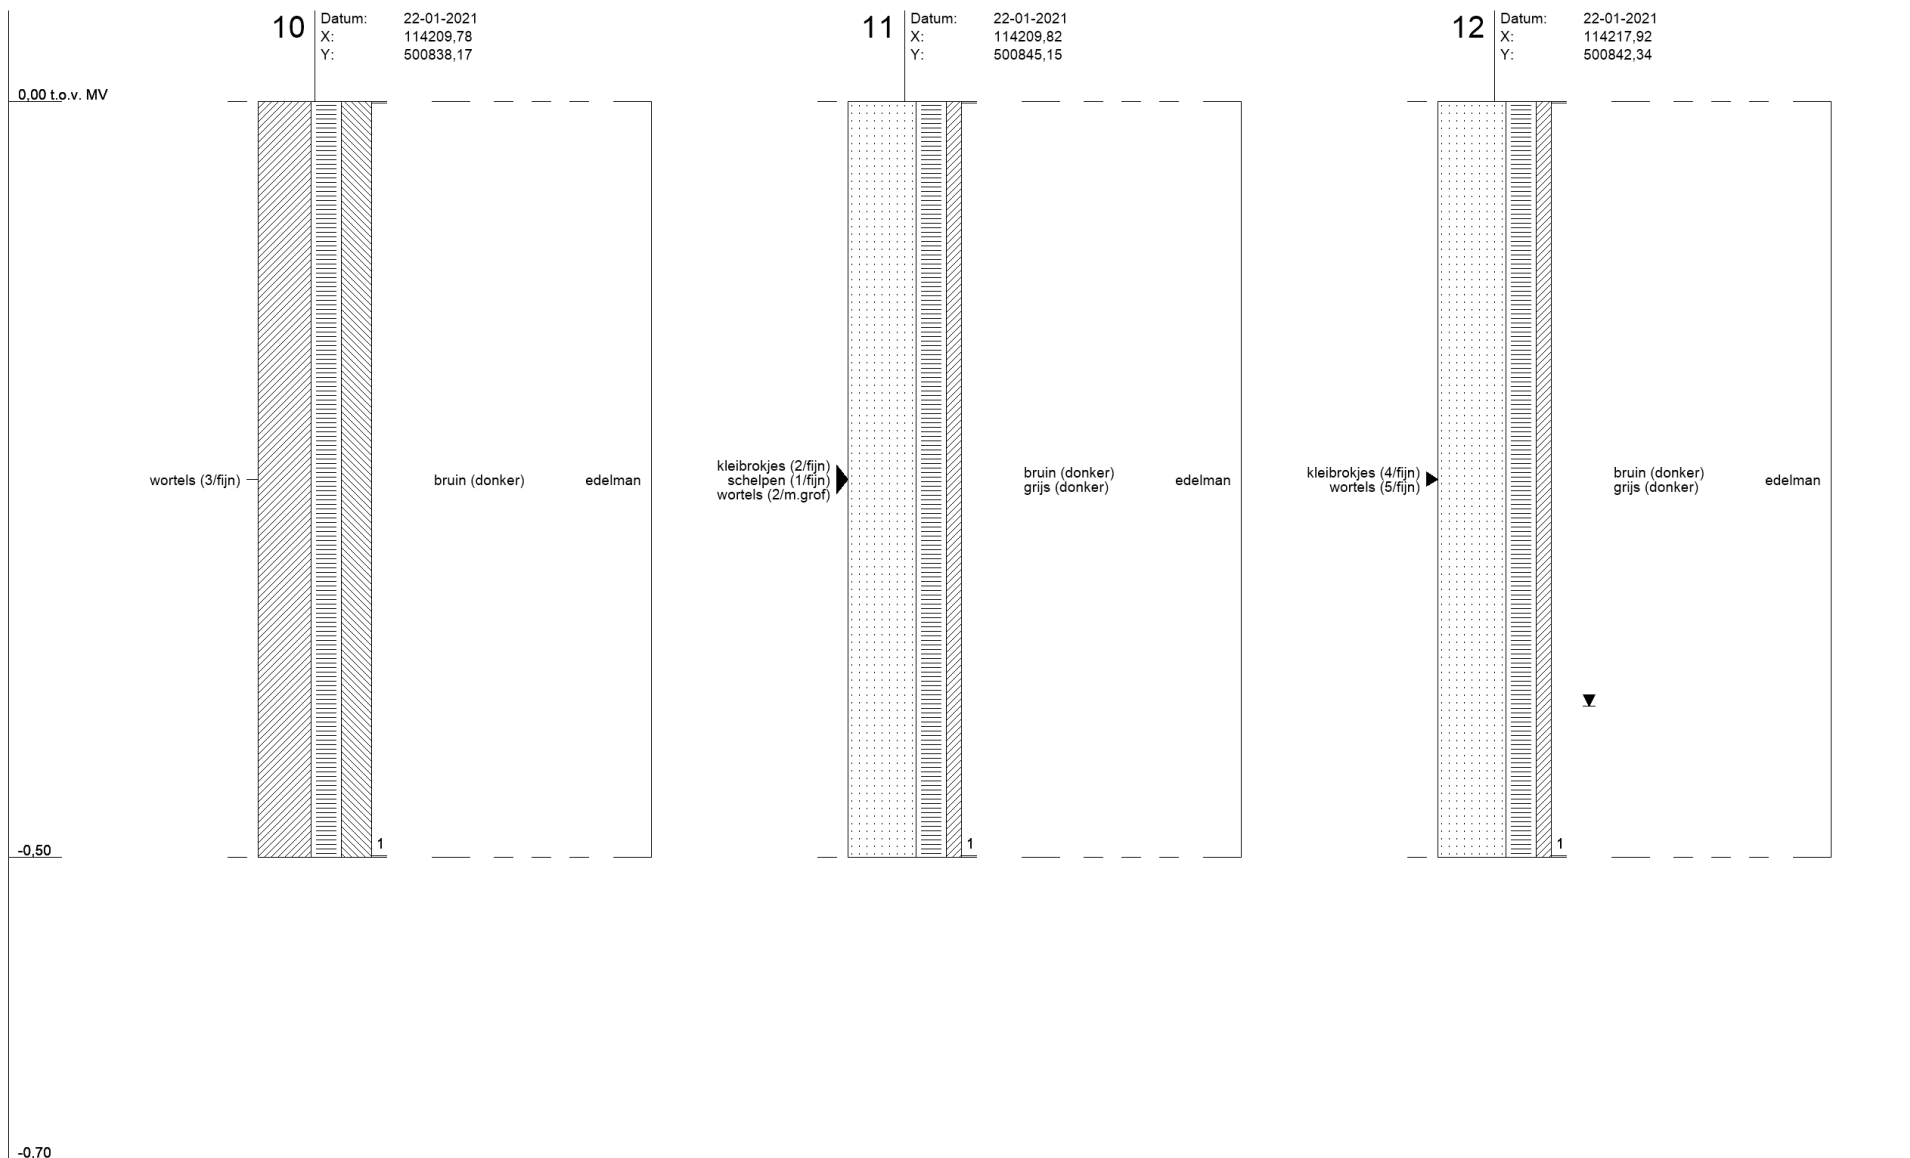 10
Datum: 22-01-2021
X: 114209,78
Y: 500838,17
11
Datum: 22-01-2021
X: 114209,82
Y: 500845,15
12
Datum: 22-01-2021
X: 114217,92
Y: 500842,34
0,00 t.o.v. MV
wortels (3/fijn)
bruin (donker)
edelman
1
kleibrokjes (2/fijn)
schelpen (1/fijn)
wortels (2/m.grof)
bruin (donker)
grijs (donker)
edelman
1
kleibrokjes (4/fijn)
wortels (5/fijn)
bruin (donker)
grijs (donker)
edelman
1
-0,50
-0,70